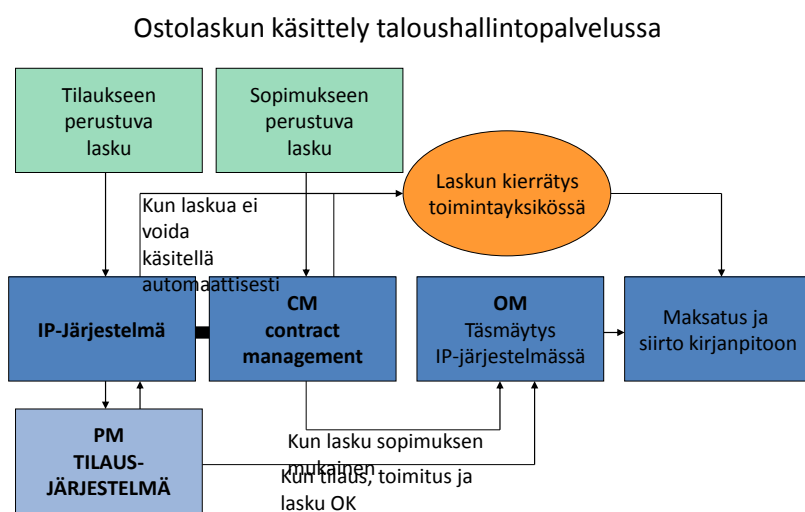 Ostolaskun käsittely taloushallintopalvelussa
Tilaukseen
perustuva
lasku
Sopimukseen
perustuva
lasku
Laskun kierrätys
toimintayksikössä
Kun laskua ei
voida
käsitellä
automaattisesti
IP-Järjestelmä
CM
contract
management
OM
Täsmäytys
IP-järjestelmässä
Maksatus ja
siirto kirjanpitoon
PM
TILAUS-
JÄRJESTELMÄ
Kun lasku sopimuksen
mukainen
Kun tilaus, toimitus ja
lasku OK